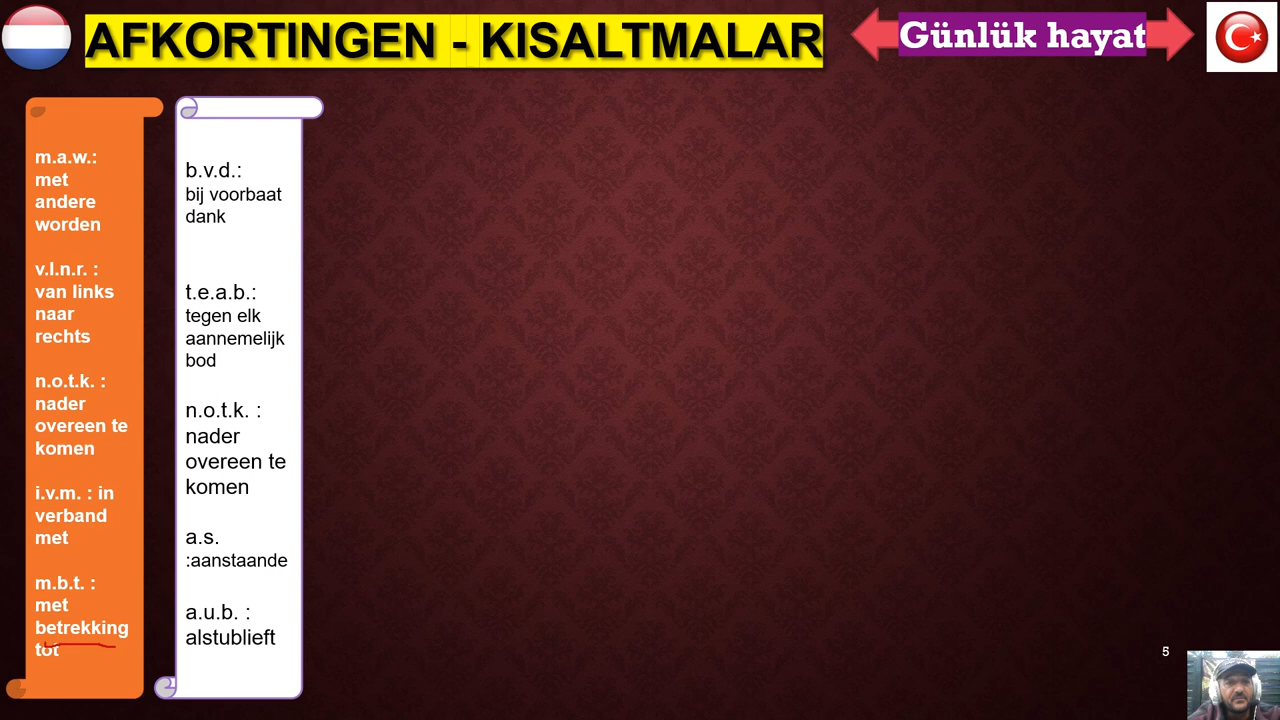 AFKORTINGEN - KISALTMALAR
Günlük hayat
m.a.w.:
met
andere
worden
v.l.n.r. :
van links
naar
rechts
n.o.t.k. :
nader
overeen te
komen
i.v.m. : in
verband
met
m.b.t. :
met
betrekking
tot
b.v.d.:
bij voorbaat
dank
t.e.a.b.:
tegen elk
aannemelijk
bod
n.o.t.k. :
nader
overeen te
komen
a.s.
:aanstaande
a.u.b. :
alstublieft
5